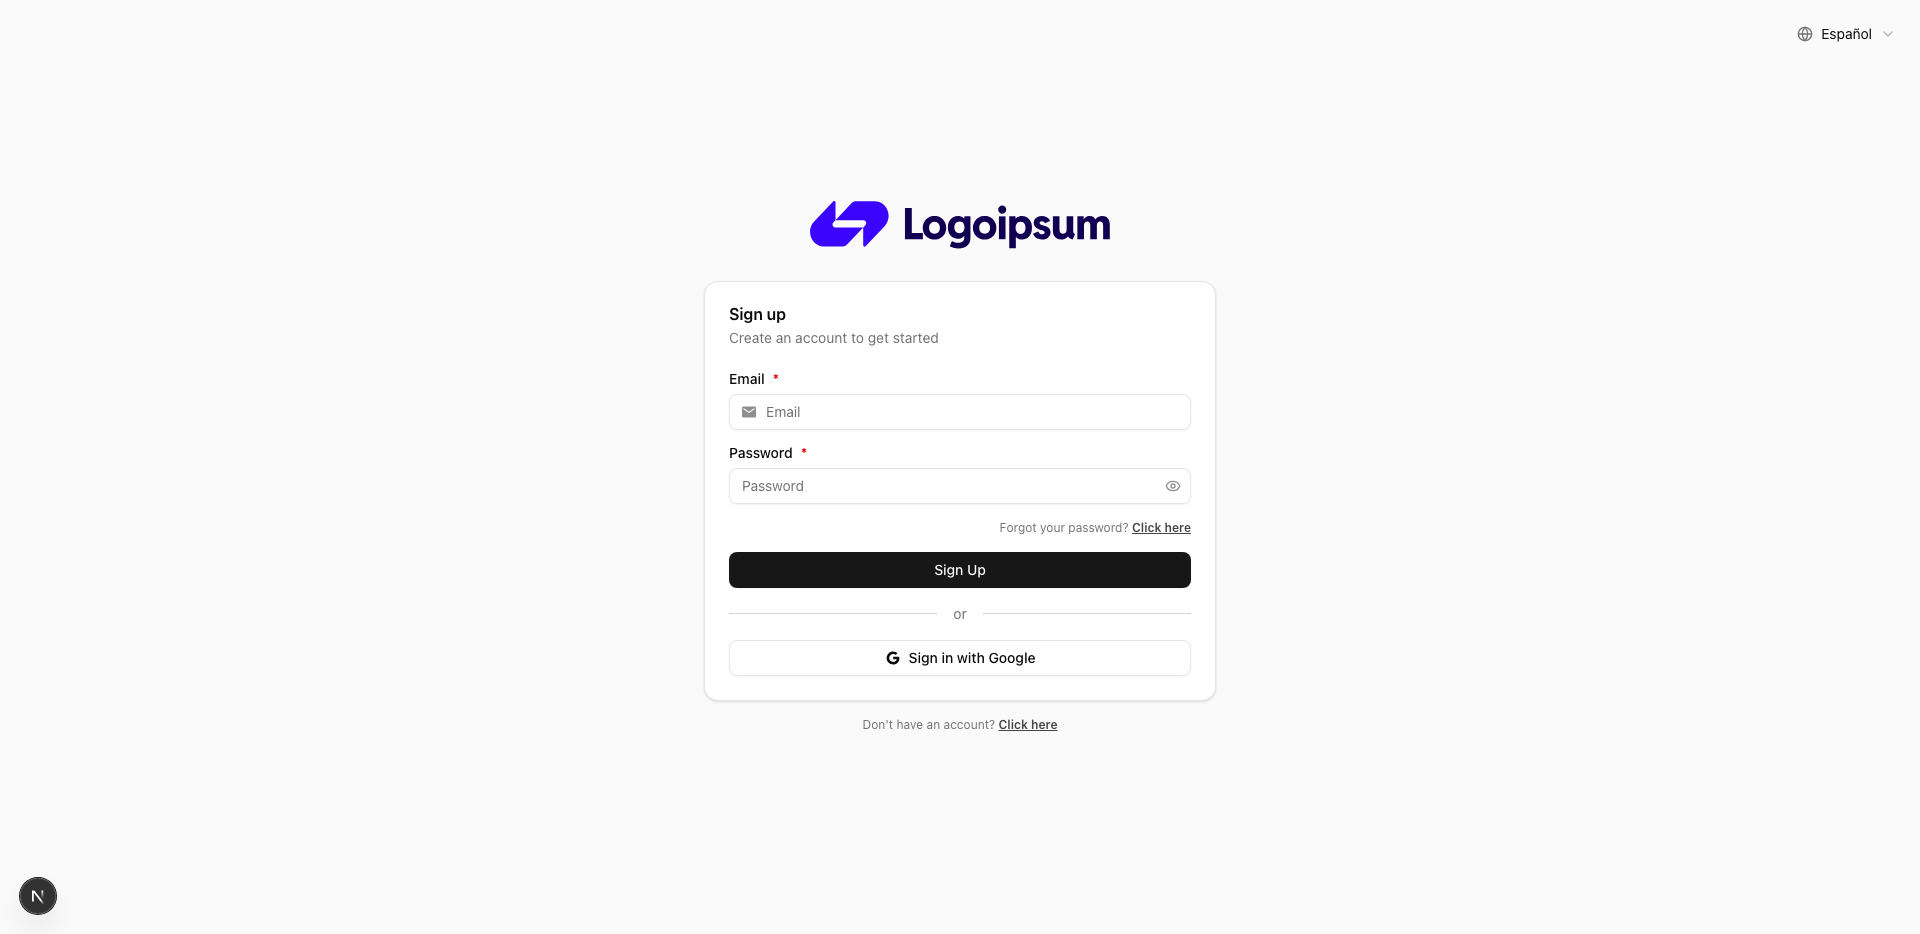 Español
Logoipsum
Sign up
Create an account to get started
Email *
Email
Password *
Password
Forgot your password? Click here
Sign Up
or
G Sign in with Google
Don't have an account? Click here
N